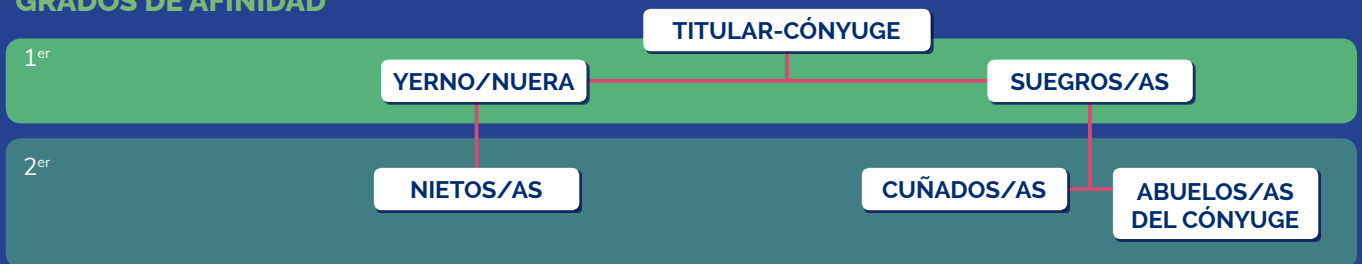 GRADOS DE AFINIDAD
TITULAR-CÓNYUGE
1er
YERNO/NUERA
SUEGROS/AS
2er
NIETOS/AS
CUÑADOS/AS
ABUELOS/AS
DEL CÓNYUGE